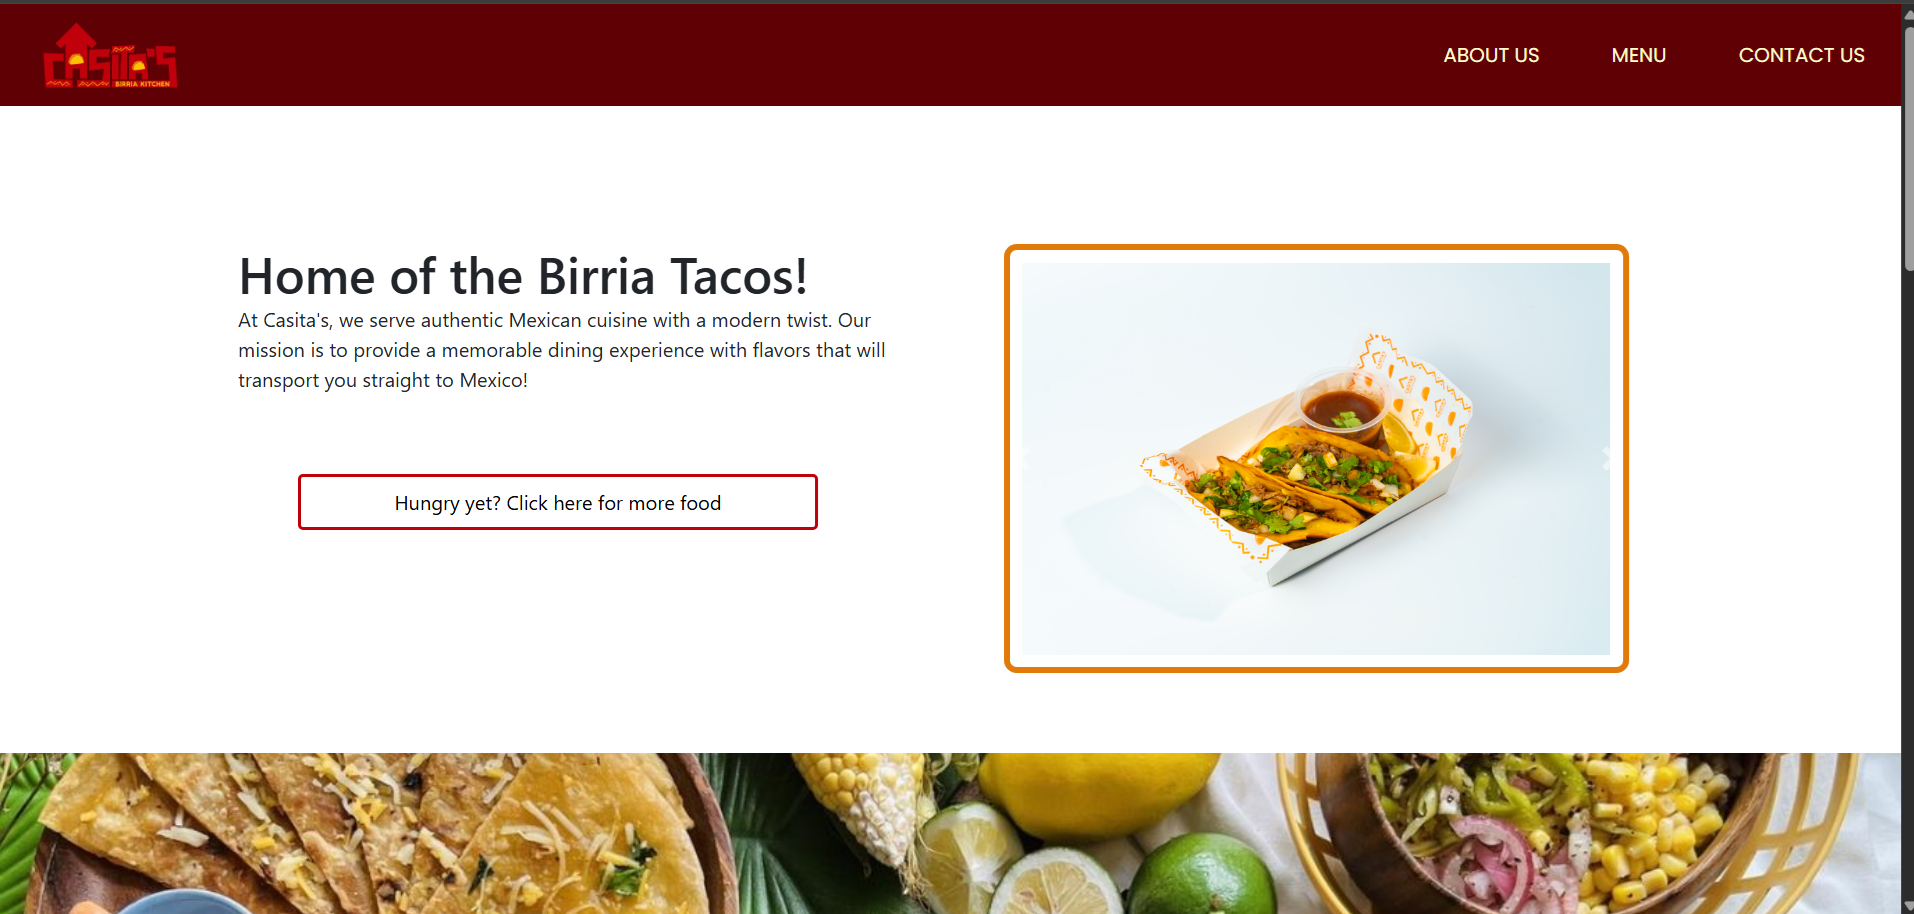 CASITA'S
BIRRIA KITCHEN
ABOUT US
MENU
CONTACT US
Home of the Birria Tacos!
At Casita's, we serve authentic Mexican cuisine with a modern twist. Our
mission is to provide a memorable dining experience with flavors that will
transport you straight to Mexico!
Hungry yet? Click here for more food